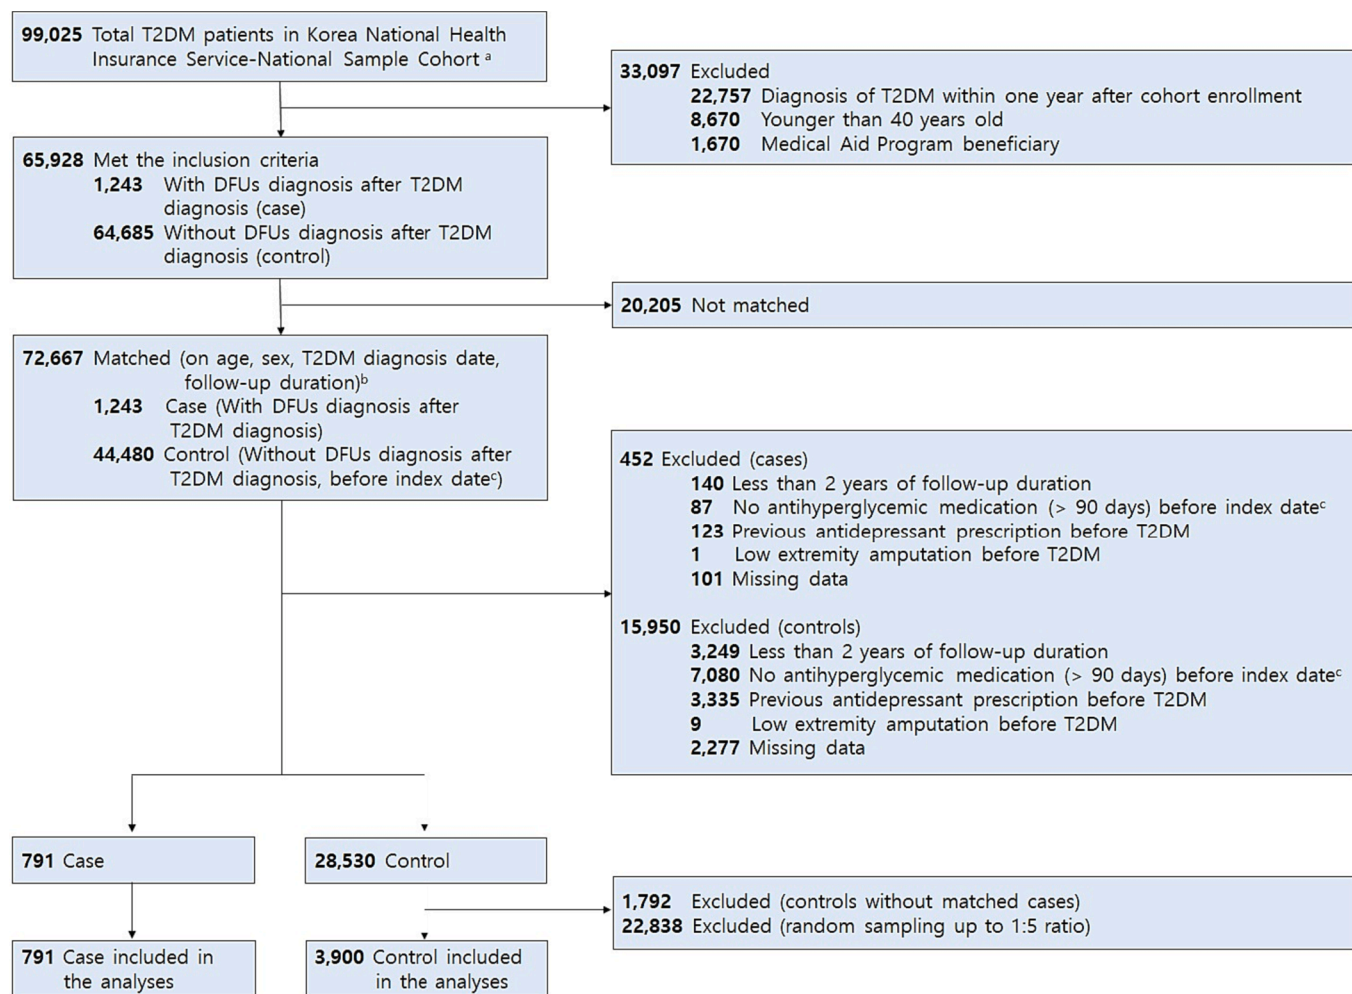 99,025 Total T2DM patients in Korea National Health
Insurance Service-National Sample Cohort a
33,097 Excluded
22,757 Diagnosis of T2DM within one year after cohort enrollment
8,670 Younger than 40 years old
1,670 Medical Aid Program beneficiary
65,928 Met the inclusion criteria
1,243 With DFUs diagnosis after T2DM
diagnosis (case)
64,685 Without DFUs diagnosis after T2DM
diagnosis (control)
20,205 Not matched
72,667 Matched (on age, sex, T2DM diagnosis date,
follow-up duration)b
1,243 Case (With DFUs diagnosis after
T2DM diagnosis)
44,480 Control (Without DFUs diagnosis after
T2DM diagnosis, before index datec)
452 Excluded (cases)
140 Less than 2 years of follow-up duration
87 No antihyperglycemic medication (> 90 days) before index datec
123 Previous antidepressant prescription before T2DM
1 Low extremity amputation before T2DM
101 Missing data
15,950 Excluded (controls)
3,249 Less than 2 years of follow-up duration
7,080 No antihyperglycemic medication (> 90 days) before index datec
3,335 Previous antidepressant prescription before T2DM
9 Low extremity amputation before T2DM
2,277 Missing data
791 Case
28,530 Control
1,792 Excluded (controls without matched cases)
22,838 Excluded (random sampling up to 1:5 ratio)
791 Case included in
the analyses
3,900 Control included
in the analyses